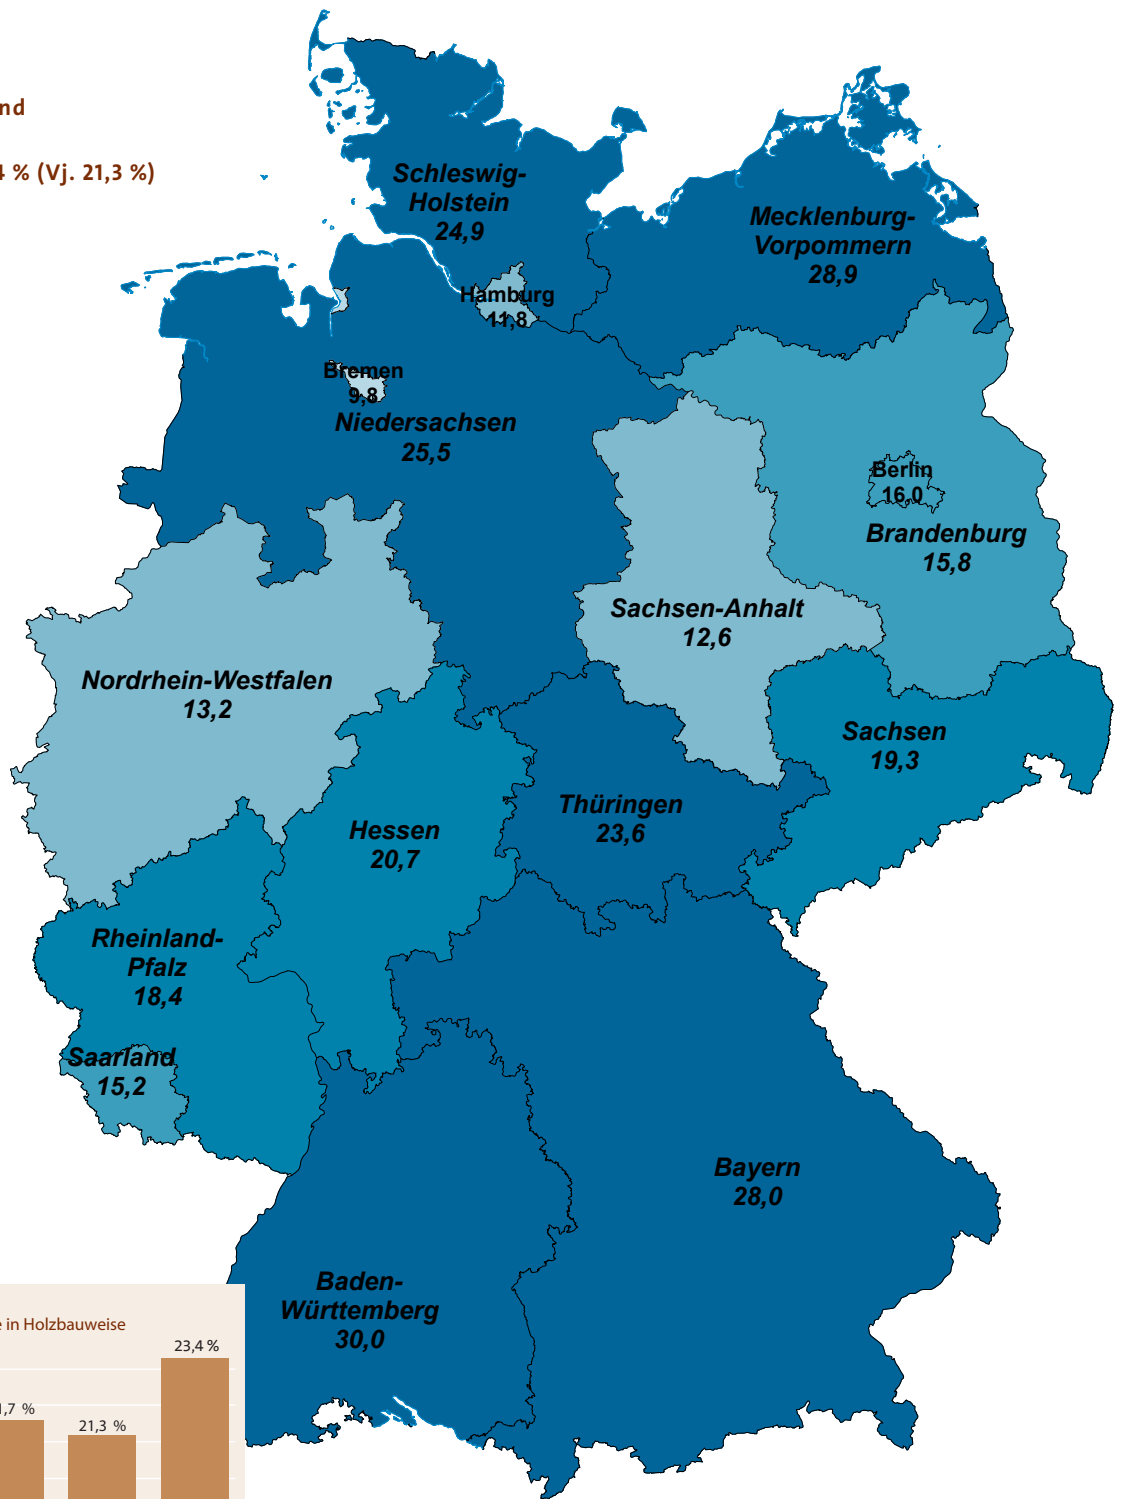 nd
4 % (Vj. 21,3 %)
Schleswig-
Holstein
24,9
Mecklenburg-
Vorpommern
28,9
Hamburg
11,8
Bremen
9,8
Niedersachsen
25,5
Berlin
16,0
Brandenburg
15,8
Sachsen-Anhalt
12,6
Nordrhein-Westfalen
13,2
Sachsen
19,3
Thüringen
23,6
Hessen
20,7
Rheinland-
Pfalz
18,4
Saarland
15,2
Bayern
28,0
Baden-
Württemberg
30,0
e in Holzbauweise
23,4 %
1,7 %
21,3 %